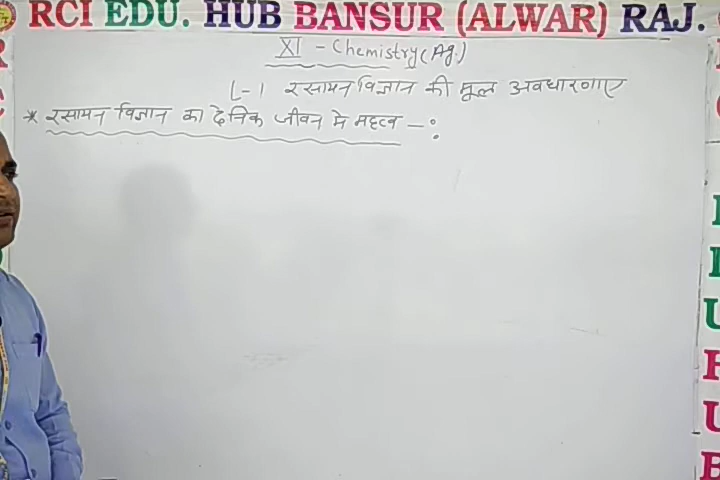 RCI EDU. HUB BANSUR (ALWAR) RAJ.
XI - Chemistry (Ag.)
L-1 रसायन विज्ञान की मूल अवधारणाए
* रसायन विज्ञान का दैनिक जीवन मे महत्व -: